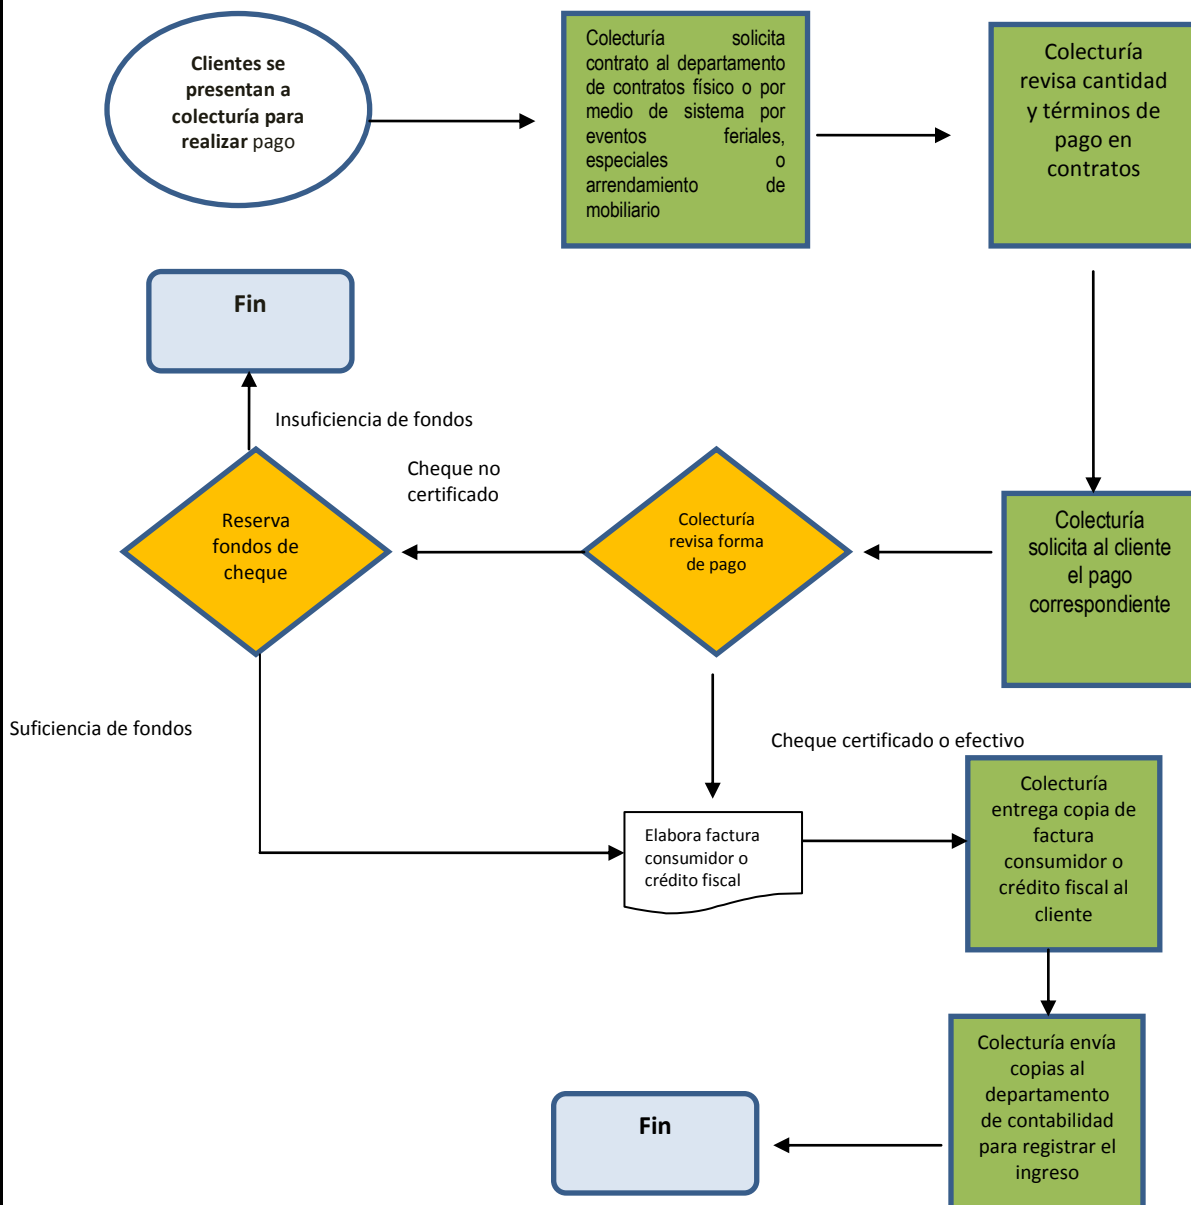 Clientes se
presentan a
colecturía para
realizar pago
Colecturía solicita
contrato al departamento
de contratos físico o por
medio de sistema por
eventos feriales,
especiales o
arrendamiento de
mobiliario
Colecturía
revisa cantidad
y términos de
pago en
contratos
Fin
Insuficiencia de fondos
Cheque no
certificado
Reserva
fondos de
cheque
Colecturía
revisa forma
de pago
Colecturía
solicita al cliente
el pago
correspondiente
Suficiencia de fondos
Cheque certificado o efectivo
Elabora factura
consumidor o
crédito fiscal
Colecturía
entrega copia de
factura
consumidor o
crédito fiscal al
cliente
Colecturía envía
copias al
departamento
de contabilidad
para registrar el
ingreso
Fin